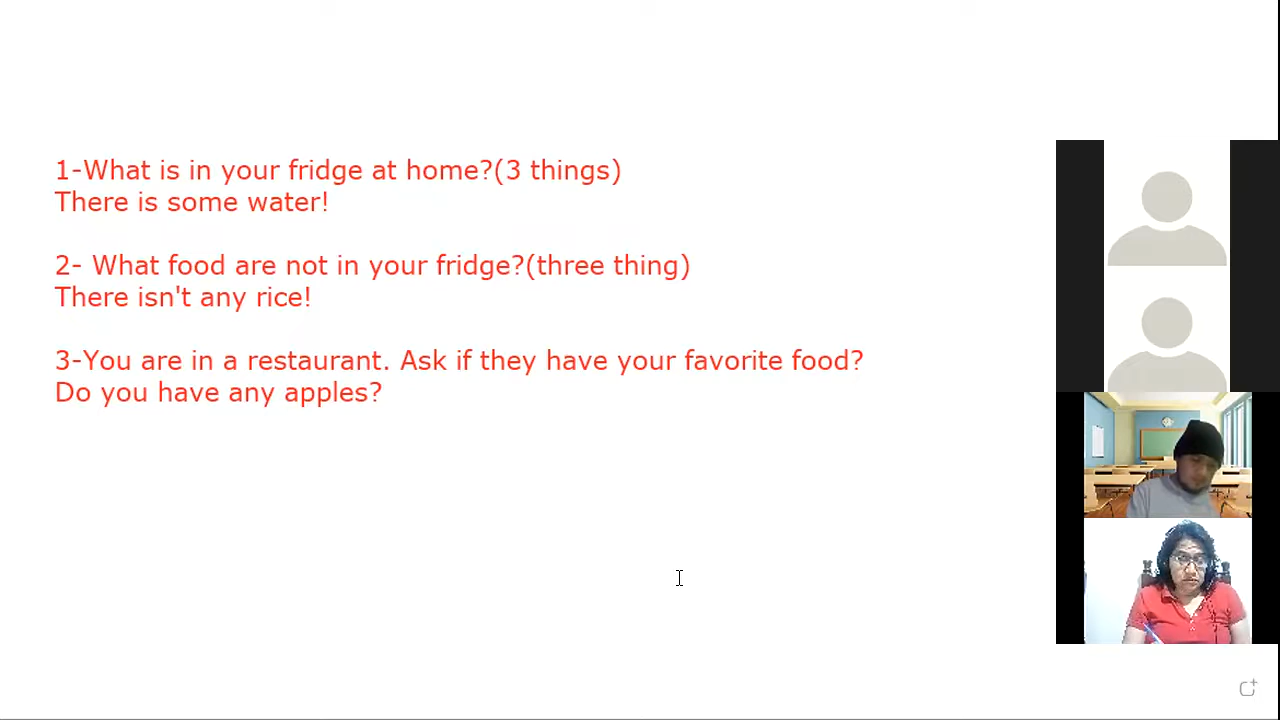 1-What is in your fridge at home?(3 things)
There is some water!
2- What food are not in your fridge?(three thing)
There isn't any rice!
3-You are in a restaurant. Ask if they have your favorite food?
Do you have any apples?